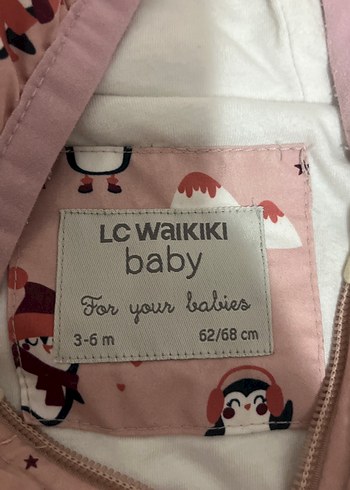 LC WAIKIKI
baby
For your babies
3-6 m 62/68 cm